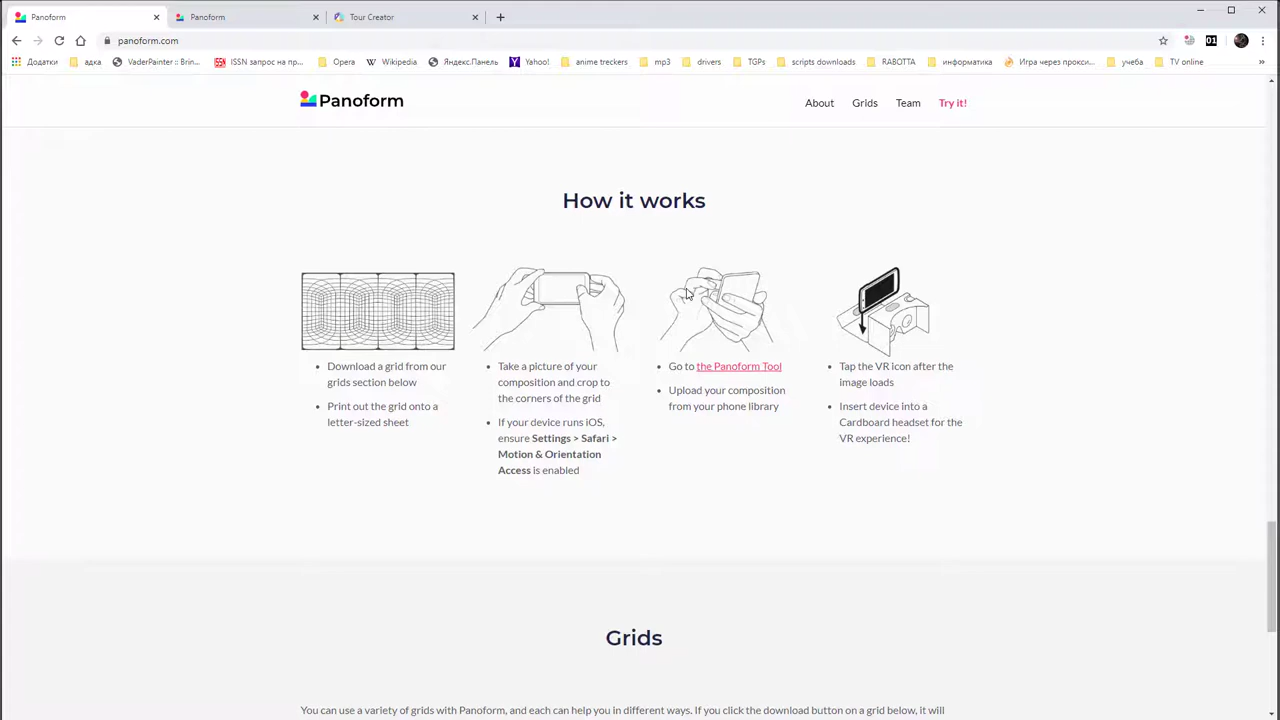 Panoform
Panoform
Tour Creator
panoform.com
01
Додатки
адка
VaderPainter :: Brin...
ISSN запрос на пр...
Opera
Wikipedia
Яндекс.Панель
Yahoo!
anime treckers
mp3
drivers
TGPs
scripts downloads
RABOTTA
информатика
Игра через прокси...
учеба
TV online
»
Panoform
About
Grids
Team
Try it!
How it works
• Download a grid from our
grids section below
• Print out the grid onto a
letter-sized sheet
• Take a picture of your
composition and crop to
the corners of the grid
• If your device runs iOS,
ensure Settings > Safari >
Motion & Orientation
Access is enabled
• Go to the Panoform Tool
• Upload your composition
from your phone library
• Tap the VR icon after the
image loads
• Insert device into a
Cardboard headset for the
VR experience!
Grids
You can use a variety of grids with Panoform, and each can help you in different ways. If you click the download button on a grid below, it will